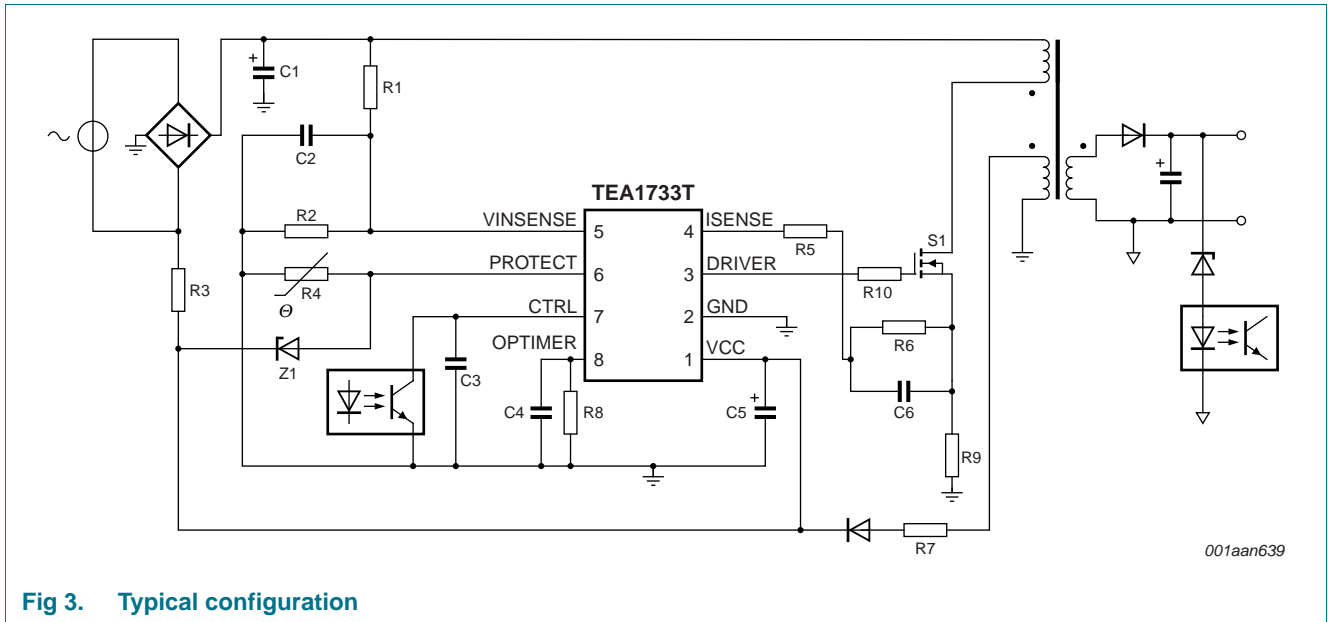 C1
R1
C2
TEA1733T
R2
VINSENSE
5
4
ISENSE
R5
S1
PROTECT
6
3
DRIVER
R3
R4
Θ
R10
CTRL
7
2
GND
OPTIMER
8
1
VCC
R6
Z1
C3
C4
R8
C5
C6
R9
R7
001aan639
Fig 3. Typical configuration